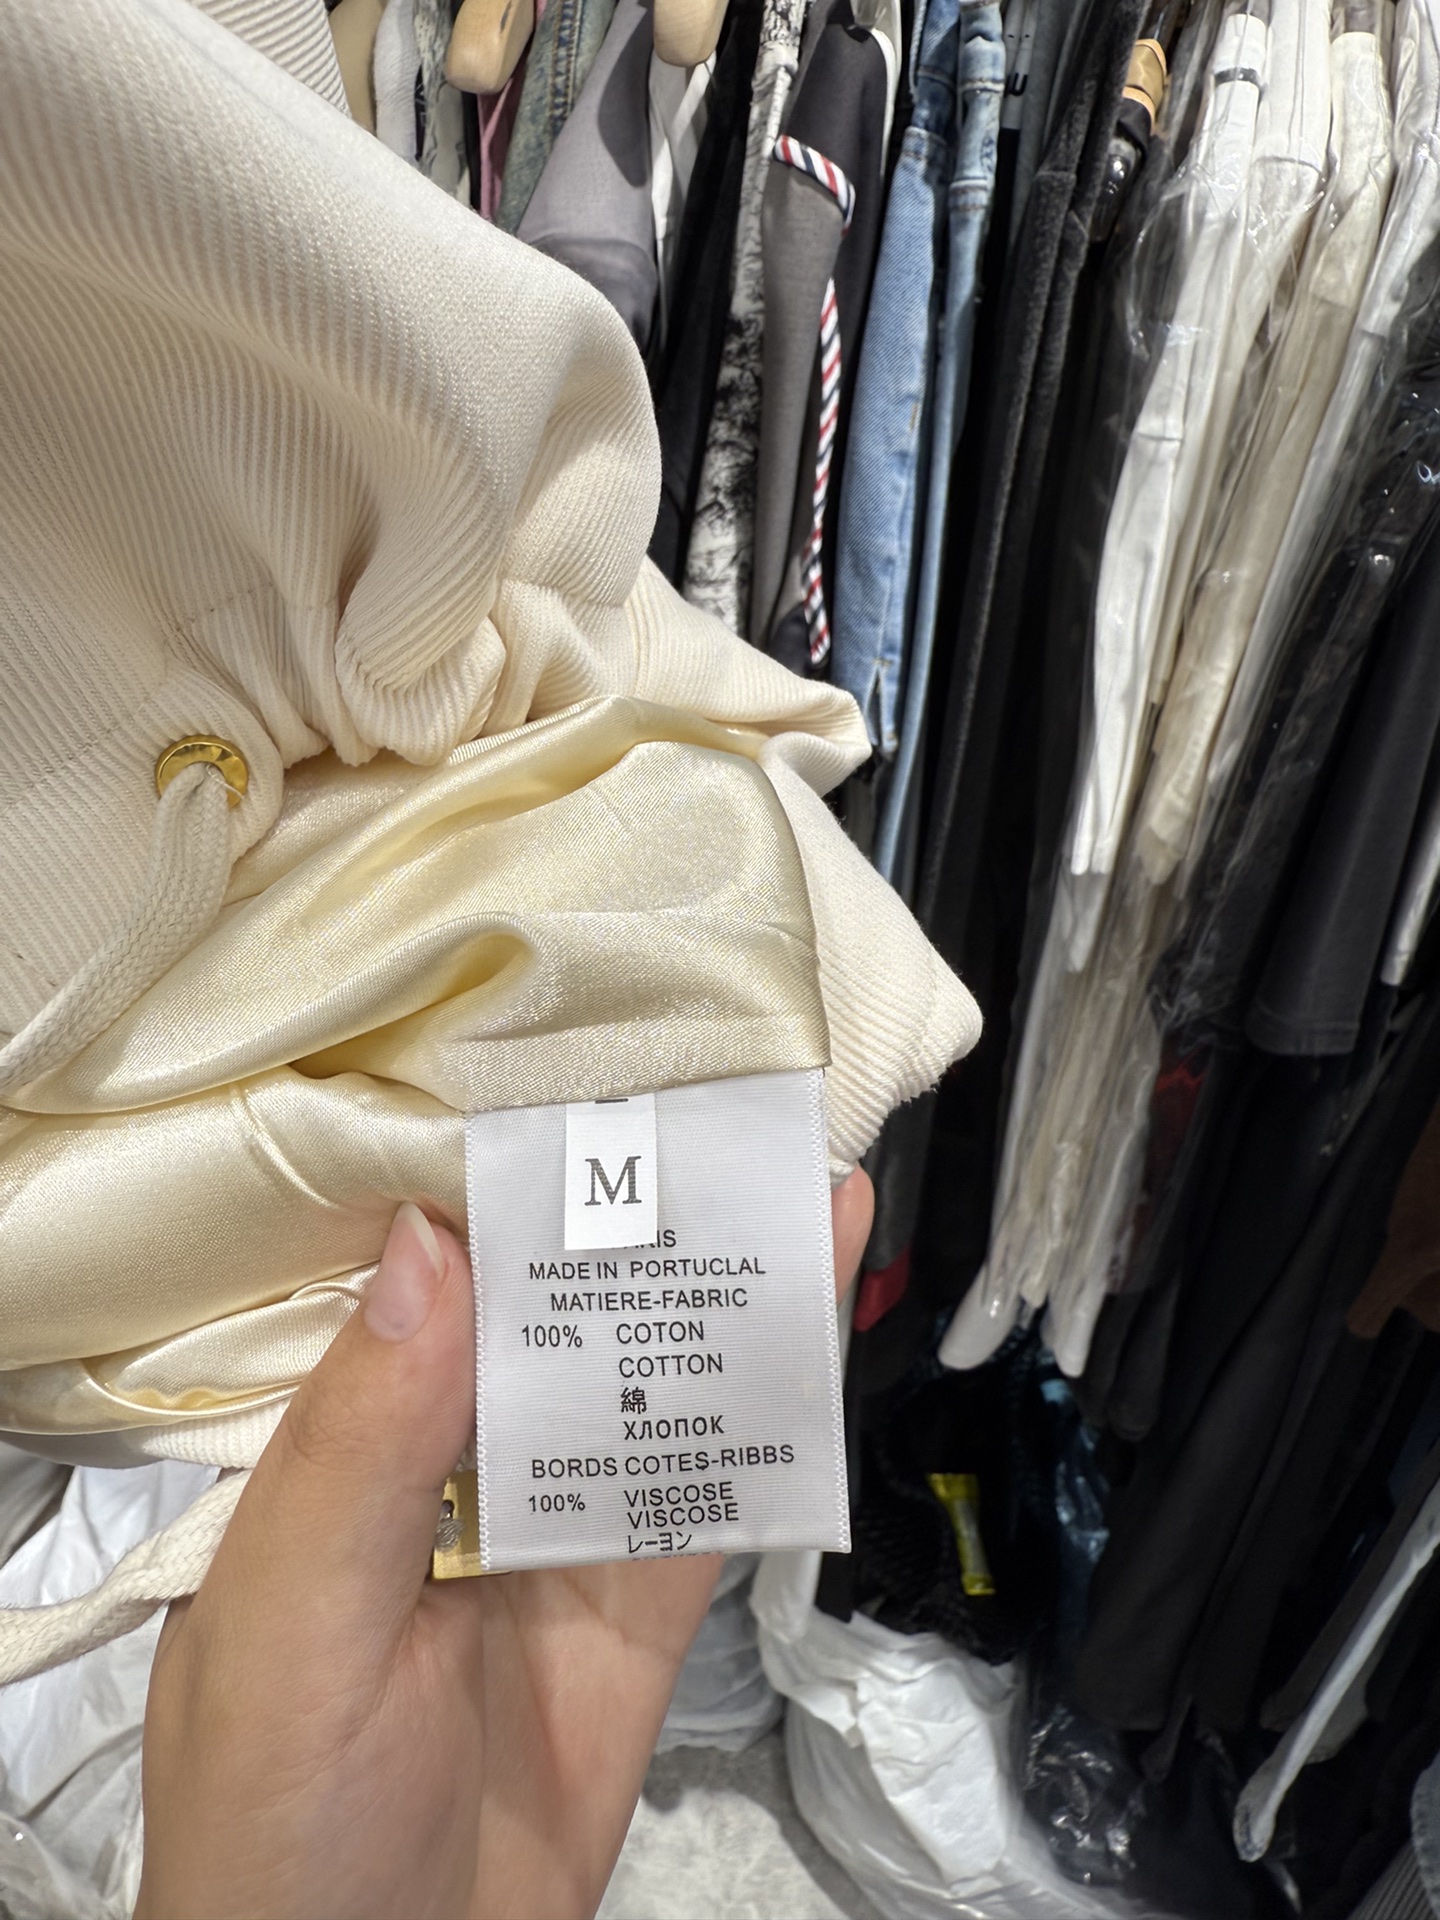 M
MADE IN PORTUCLAL
MATIERE-FABRIC
100% COTON
COTTON
綿
хлопок
BORDS COTES-RIBBS
100% VISCOSE
VISCOSE
レーヨン